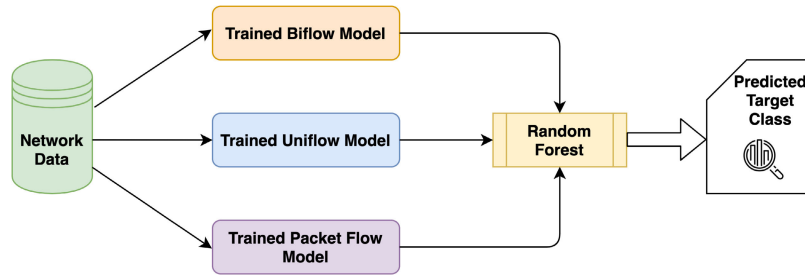 Trained Biflow Model
Network
Data
Trained Uniflow Model
Random
Forest
Predicted
Target
Class
Trained Packet Flow
Model